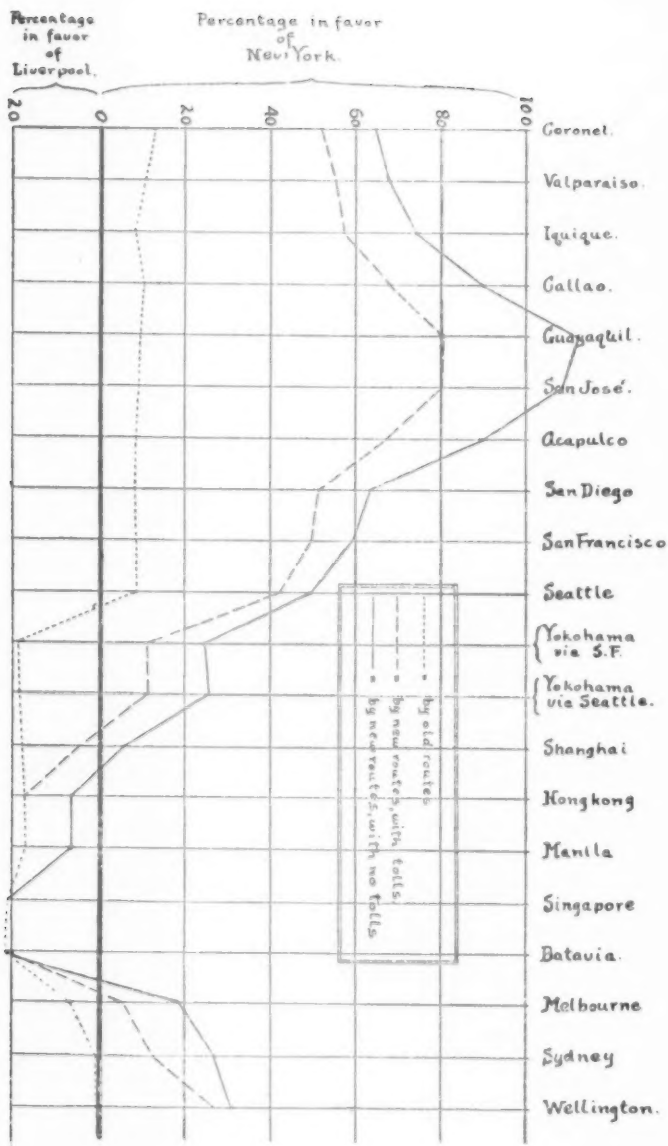 Percentage
in favor
of
Liverpool.
Percentage in favor
of
New York.
20
0
20
40
60
80
100
Coronel.
Valparaiso.
Iquique.
Callao.
Guayaquil.
San José.
Acapulco
San Diego
San Francisco
Seattle
Yokohama
via S.F.
Yokohama
via Seattle.
Shanghai
Hongkong
Manila
Singapore
Batavia.
Melbourne
Sydney
Wellington.
" by old routes
" by new routes, with tolls.
" by new routes, with no tolls